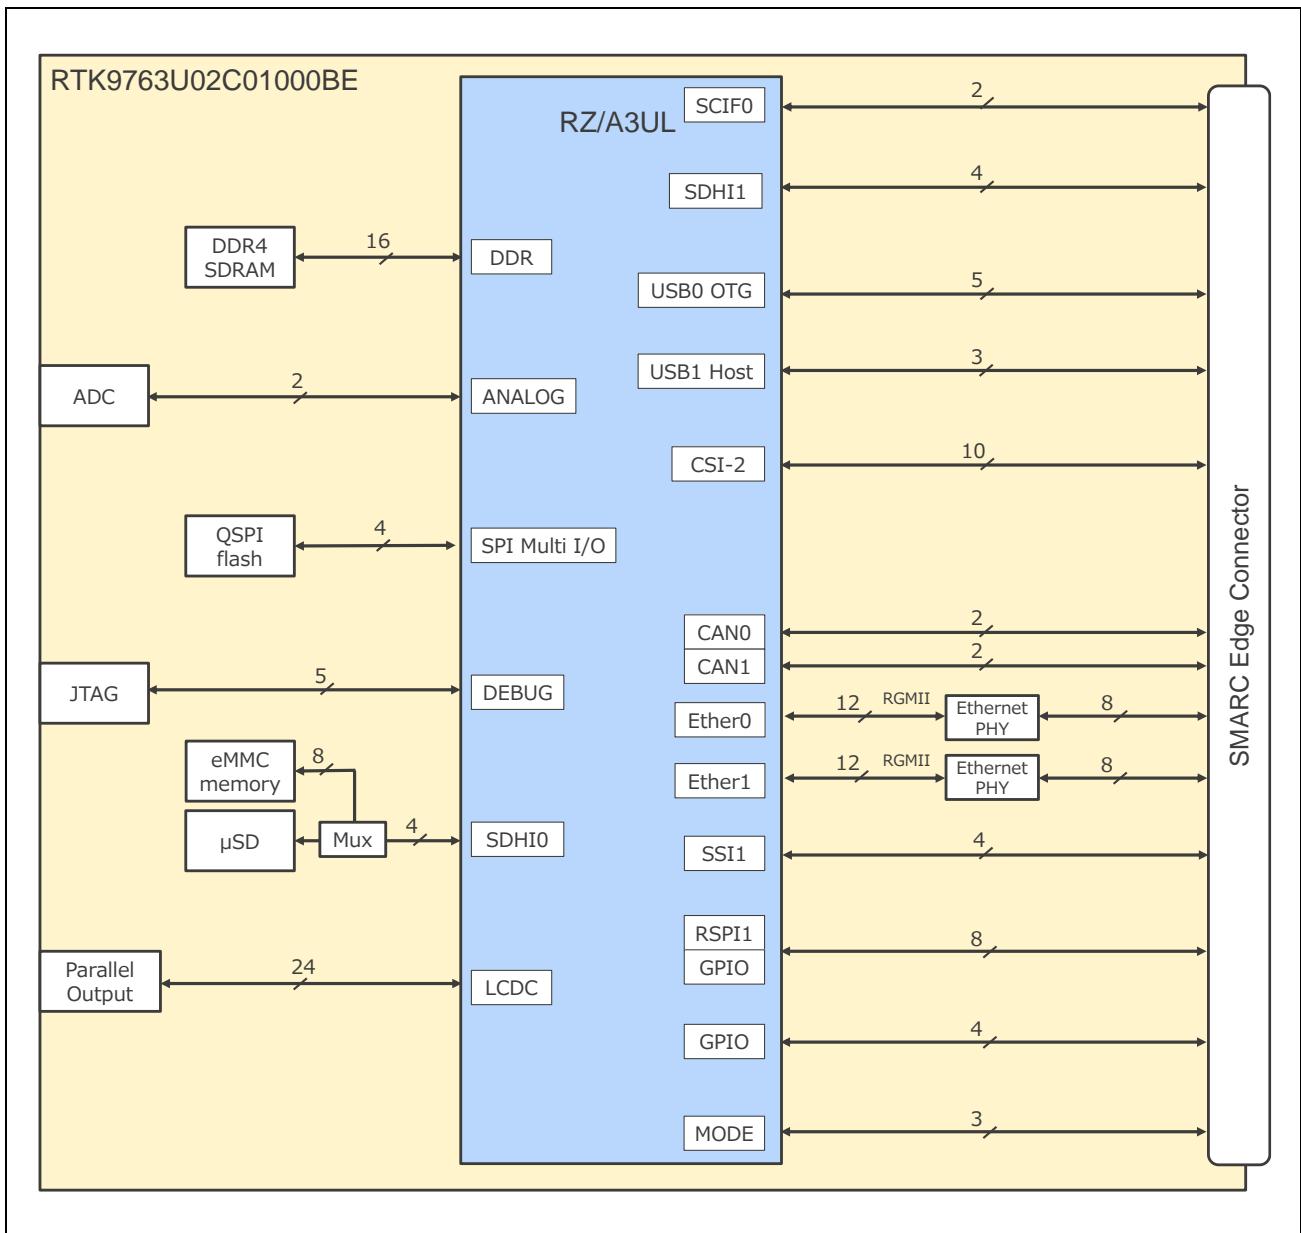 RTK9763U02C01000BE
RZ/A3UL
SCIF0
2
SDHI1
4
DDR4
SDRAM
16
DDR
USB0 OTG
5
USB1 Host
3
ADC
2
ANALOG
CSI-2
10
QSPI
flash
4
SPI Multi I/O
CAN0
2
CAN1
2
JTAG
5
DEBUG
Ether0
12
RGMII
Ethernet
PHY
8
eMMC
memory
8
Ether1
12
RGMII
Ethernet
PHY
8
µSD
Mux
4
SDHI0
SSI1
4
RSPI1
GPIO
8
Parallel
Output
24
LCDC
GPIO
4
MODE
3
SMARC Edge Connector